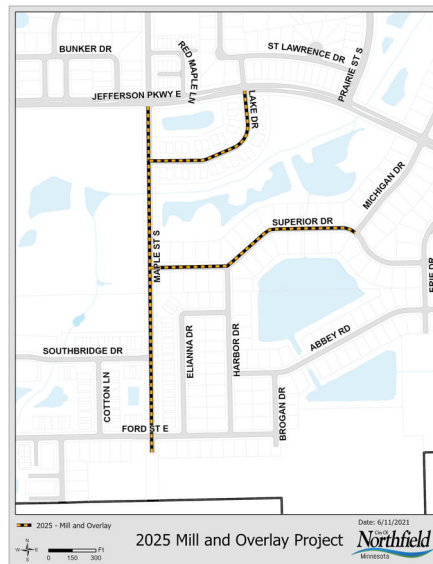 BUNKER DR
RED MAPLE LN
ST LAWRENCE DR
PRAIRIE ST S
JEFFERSON PKWY E
LAKE DR
MICHIGAN DR
SUPERIOR DR
MAPLE ST S
ERIE DR
ELIANNA DR
HARBOR DR
ABBEY RD
SOUTHBRIDGE DR
COTTON LN
BROGAN DR
FORD ST E
2025 - Mill and Overlay
N
W E
S
Ft
0 150 300
2025 Mill and Overlay Project
Date: 6/11/2021
City Of
Northfield
Minnesota